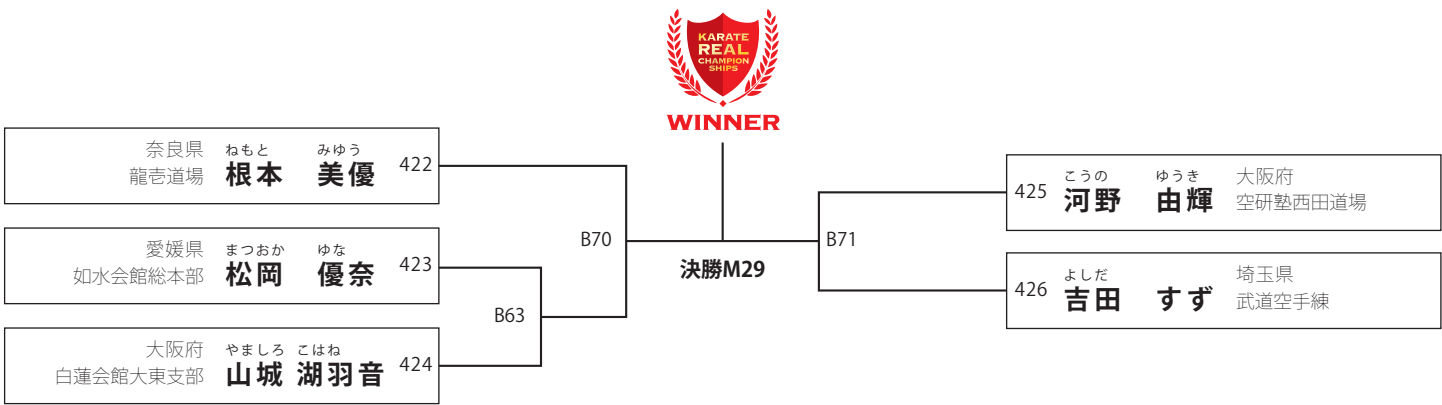 KARATE
REAL
CHAMPION
SHIPS
WINNER
奈良県
龍壱道場
ねもと みゆう
根本 美優
422
愛媛県
如水会館総本部
まつおか ゆな
松岡 優奈
423
大阪府
白蓮会館大東支部
やましろ こはね
山城 湖羽音
424
B63
B70
決勝M29
B71
425
こうの ゆうき
河野 由輝
大阪府
空研塾西田道場
426
よしだ
吉田 すず
埼玉県
武道空手練